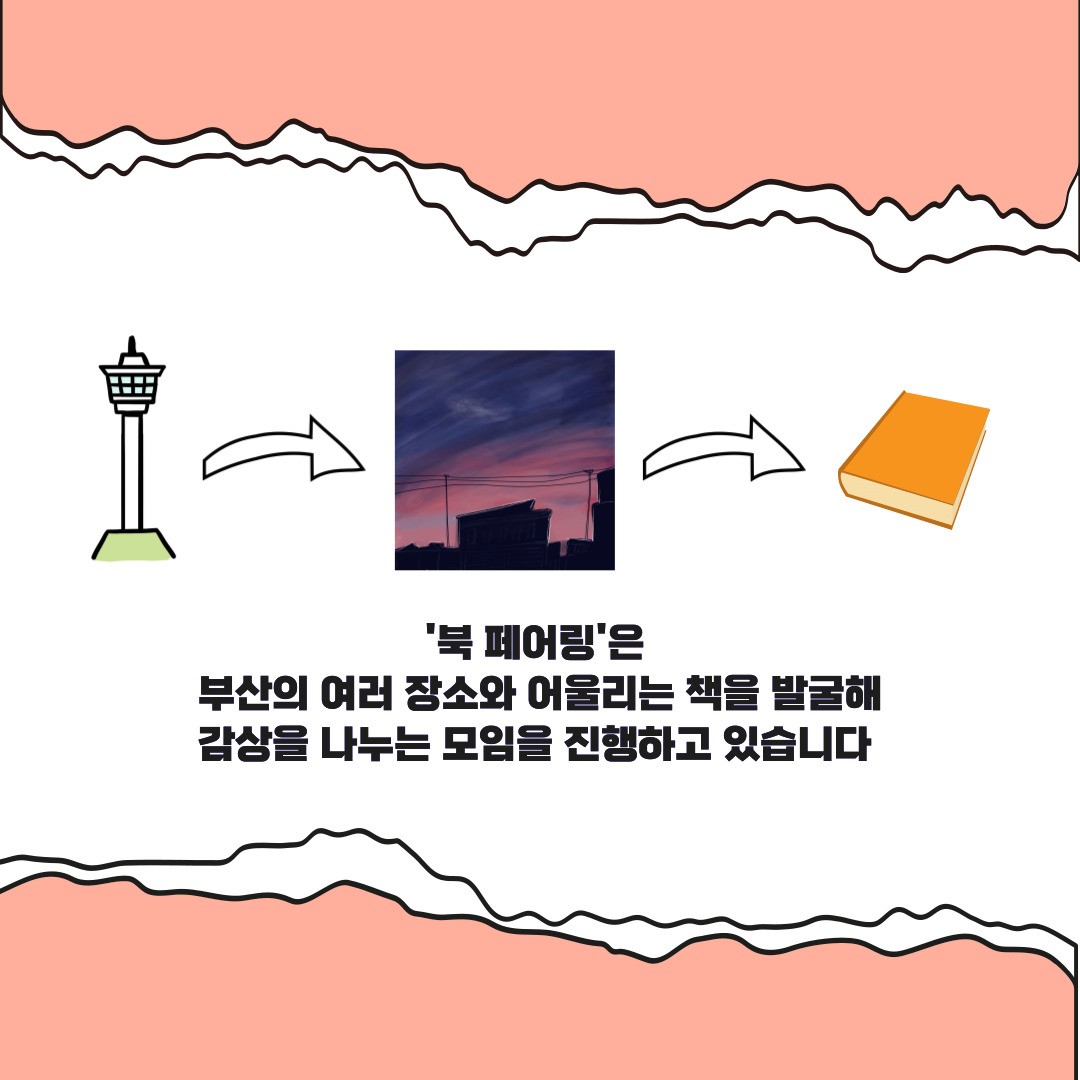 '북 페어링'은
부산의 여러 장소와 어울리는 책을 발굴해
감상을 나누는 모임을 진행하고 있습니다